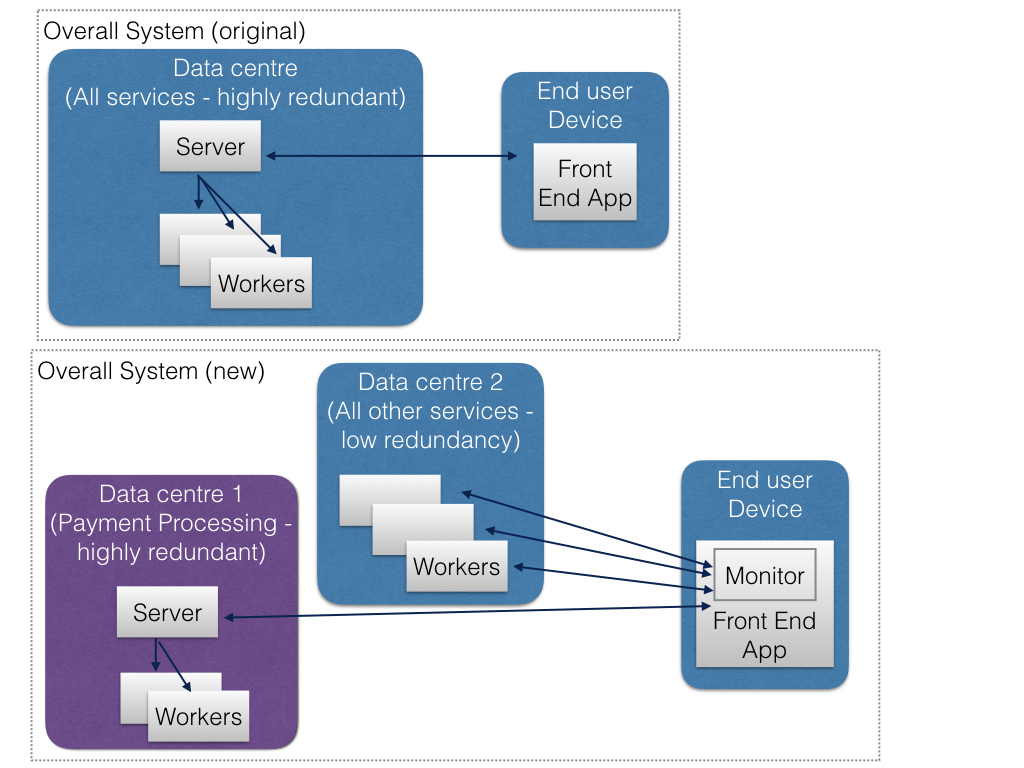 Overall System (original)
Data centre
(All services - highly redundant)
Server
Workers
End user
Device
Front
End App
Overall System (new)
Data centre 2
(All other services -
low redundancy)
Workers
Data centre 1
(Payment Processing -
highly redundant)
Server
Workers
End user
Device
Monitor
Front End
App